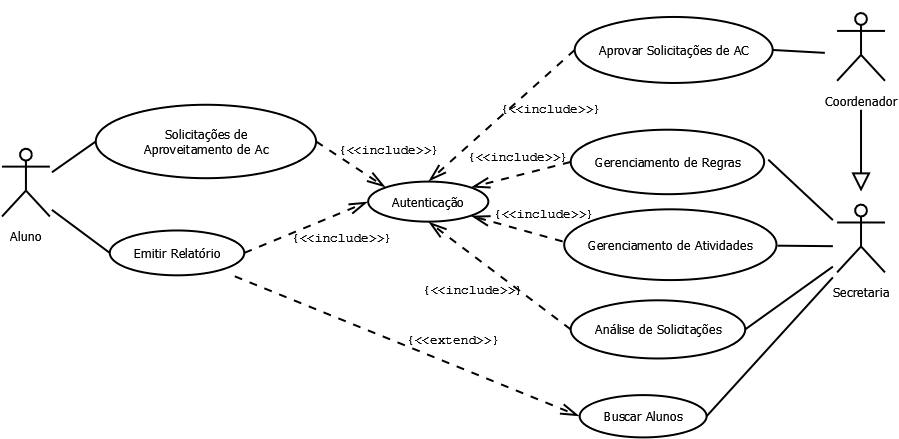 Aprovar Solicitações de AC
Coordenador
{<<include>>}
Solicitações de
Aproveitamento de Ac
{<<include>>}
{<<include>>}
Gerenciamento de Regras
Aluno
Autenticação
{<<include>>}
Emitir Relatório
{<<include>>}
Gerenciamento de Atividades
Secretaria
{<<include>>}
Análise de Solicitações
{<<extend>>}
Buscar Alunos